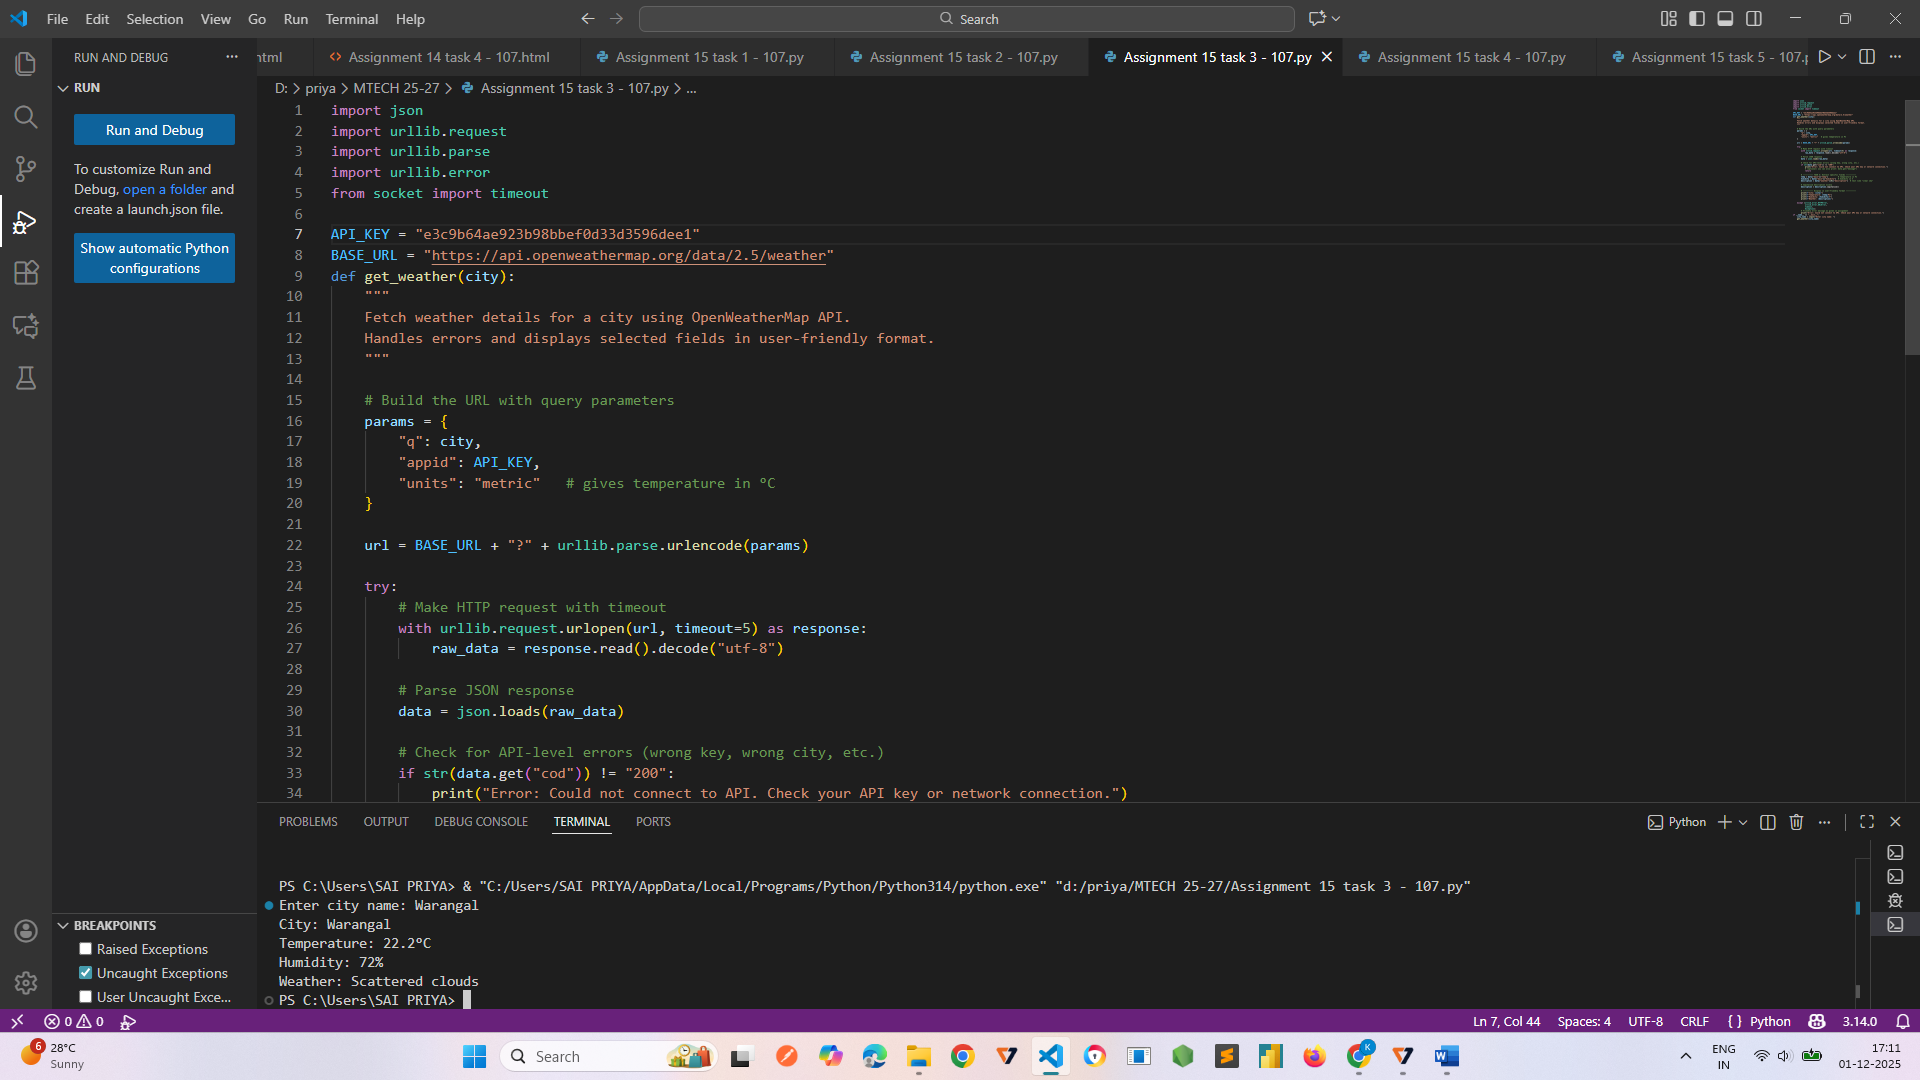 File Edit Selection View Go Run Terminal Help
Search
RUN AND DEBUG
html
Assignment 14 task 4 - 107.html
Assignment 15 task 1 - 107.py
Assignment 15 task 2 - 107.py
Assignment 15 task 3 - 107.py
Assignment 15 task 4 - 107.py
Assignment 15 task 5 - 107.p
RUN
Run and Debug
To customize Run and
Debug, open a folder and
create a launch.json file.
Show automatic Python
configurations
D: > priya > MTECH 25-27 > Assignment 15 task 3 - 107.py > ...
1 import json
2 import urllib.request
3 import urllib.parse
4 import urllib.error
5 from socket import timeout
6
7 API_KEY = "e3c9b64ae923b98bbef0d33d3596dee1"
8 BASE_URL = "https://api.openweathermap.org/data/2.5/weather"
9 def get_weather(city):
10 """
11 Fetch weather details for a city using OpenWeatherMap API.
12 Handles errors and displays selected fields in user-friendly format.
13 """
14
15 # Build the URL with query parameters
16 params = {
17 "q": city,
18 "appid": API_KEY,
19 "units": "metric"   # gives temperature in °C
20 }
21
22 url = BASE_URL + "?" + urllib.parse.urlencode(params)
23
24 try:
25 # Make HTTP request with timeout
26 with urllib.request.urlopen(url, timeout=5) as response:
27 raw_data = response.read().decode("utf-8")
28
29 # Parse JSON response
30 data = json.loads(raw_data)
31
32 # Check for API-level errors (wrong key, wrong city, etc.)
33 if str(data.get("cod")) != "200":
34 print("Error: Could not connect to API. Check your API key or network connection.")
PROBLEMS OUTPUT DEBUG CONSOLE TERMINAL PORTS
Python
PS C:\Users\SAI PRIYA> & "C:/Users/SAI PRIYA/AppData/Local/Programs/Python/Python314/python.exe" "d:/priya/MTECH 25-27/Assignment 15 task 3 - 107.py"
Enter city name: Warangal
City: Warangal
Temperature: 22.2°C
Humidity: 72%
Weather: Scattered clouds
PS C:\Users\SAI PRIYA>
BREAKPOINTS
Raised Exceptions
Uncaught Exceptions
User Uncaught Exce...
0 0
Ln 7, Col 44 Spaces: 4 UTF-8 CRLF { } Python 3.14.0
6
28°C
Sunny
Search
K
ENG
IN
17:11
01-12-2025